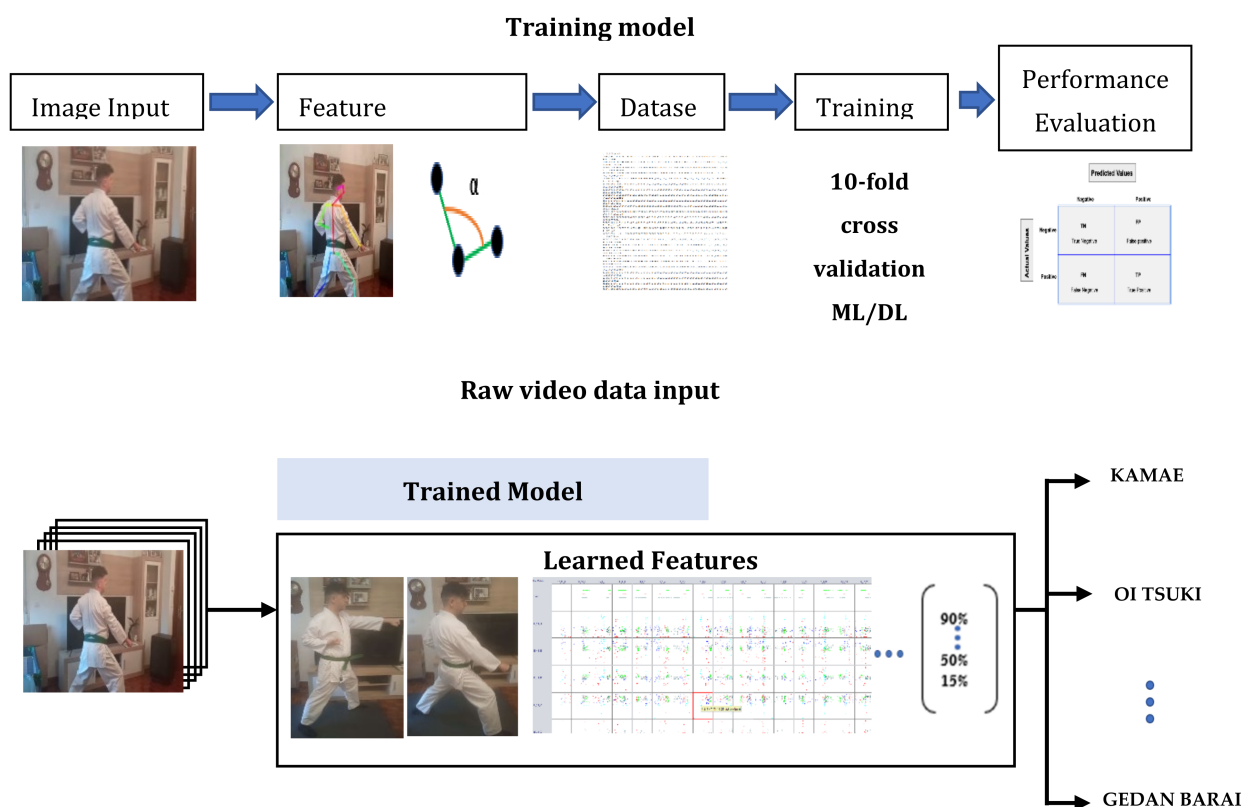 Training model
Image Input
Feature
Datase
Training
Performance
Evaluation
α
10-fold
cross
validation
ML/DL
Predicted Values
Negative Positive
Actual Values
Negative
TN
True Negative
FP
False positive
Positive
FN
False Negative
TP
True Positive
Raw video data input
Trained Model
Learned Features
90%
50%
15%
KAMAE
OI TSUKI
GEDAN BARAI